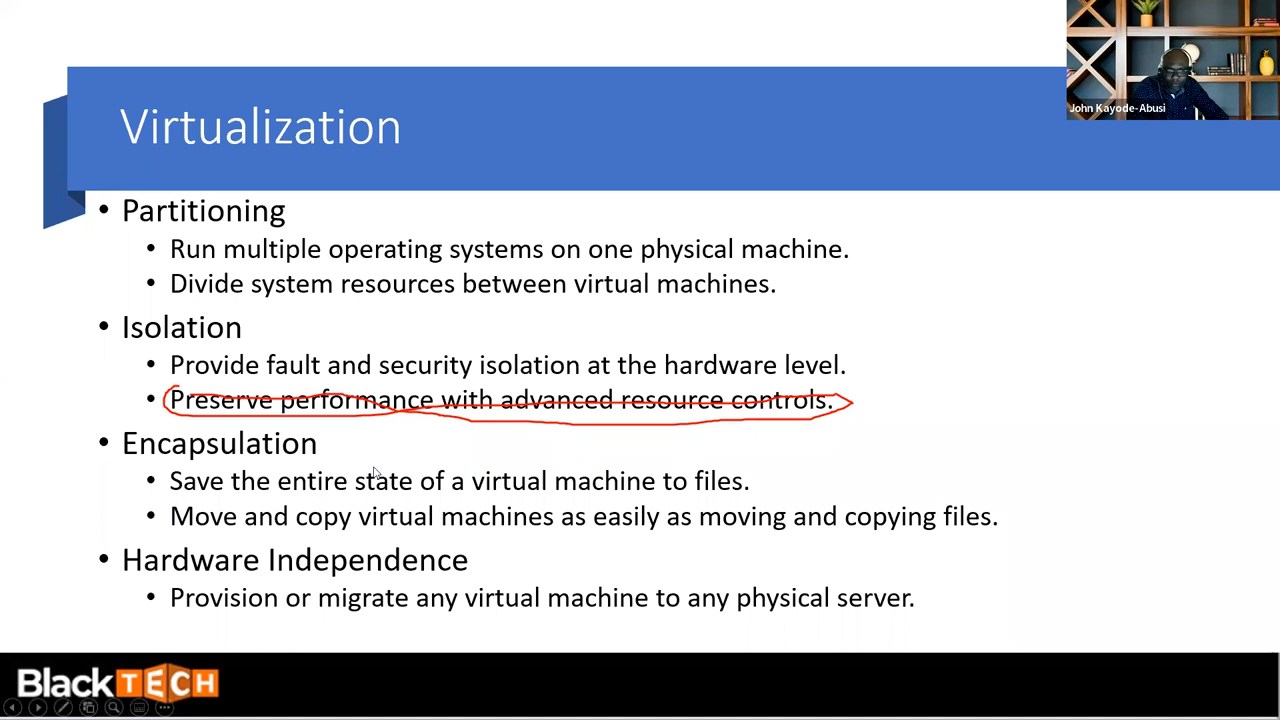 John Kayode-Abusi
Virtualization
• Partitioning
• Run multiple operating systems on one physical machine.
• Divide system resources between virtual machines.
• Isolation
• Provide fault and security isolation at the hardware level.
• Preserve performance with advanced resource controls.
• Encapsulation
• Save the entire state of a virtual machine to files.
• Move and copy virtual machines as easily as moving and copying files.
• Hardware Independence
• Provision or migrate any virtual machine to any physical server.
BlackTECH